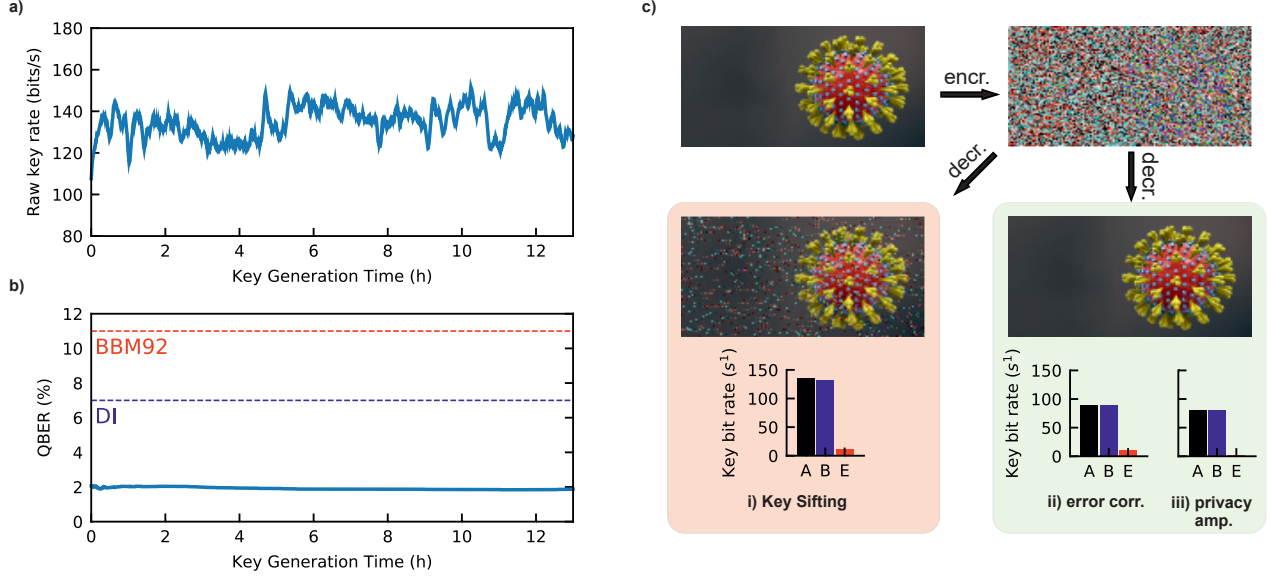 a)
180
160
140
120
100
80
Raw key rate (bits/s)
0 2 4 6 8 10 12
Key Generation Time (h)
b)
12
10
8
6
4
2
0
QBER (%)
BBM92
DI
0 2 4 6 8 10 12
Key Generation Time (h)
c)
encr.
decr.
decr.
Key bit rate (s¹)
150
100
50
0
A B E
i) Key Sifting
Key bit rate (s¹)
150
100
50
0
A B E
A B E
ii) error corr.
iii) privacy
amp.